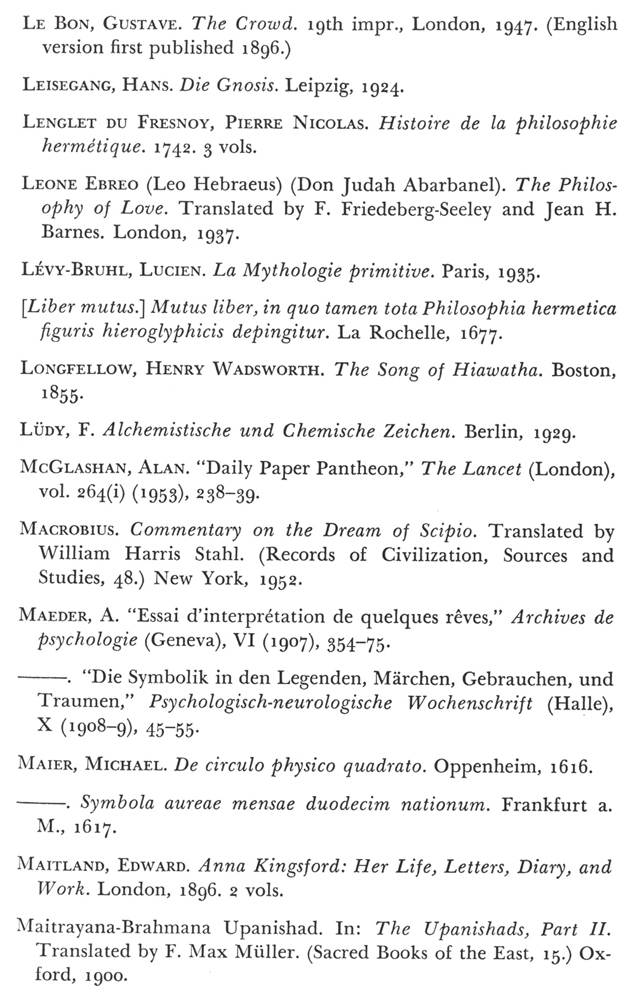 LE BON, GUSTAVE. The Crowd. 19th impr., London, 1947. (English
version first published 1896.)
LEISEGANG, HANS. Die Gnosis. Leipzig, 1924.
LENGLET DU FRESNOY, PIERRE NICOLAS. Histoire de la philosophie
hermétique. 1742. 3 vols.
LEONE EBREO (Leo Hebraeus) (Don Judah Abarbanel). The Philos-
ophy of Love. Translated by F. Friedeberg-Seeley and Jean H.
Barnes. London, 1937.
LÉVY-BRUHL, LUCIEN. La Mythologie primitive. Paris, 1935.
[Liber mutus.] Mutus liber, in quo tamen tota Philosophia hermetica
figuris hieroglyphicis depingitur. La Rochelle, 1677.
LONGFELLOW, HENRY WADSWORTH. The Song of Hiawatha. Boston,
1855.
LÜDY, F. Alchemistische und Chemische Zeichen. Berlin, 1929.
MCGLASHAN, ALAN. “Daily Paper Pantheon,” The Lancet (London),
vol. 264(i) (1953), 238–39.
MACROBIUS. Commentary on the Dream of Scipio. Translated by
William Harris Stahl. (Records of Civilization, Sources and
Studies, 48.) New York, 1952.
MAEDER, A. “Essai d'interprétation de quelques rêves,” Archives de
psychologie (Geneva), VI (1907), 354–75.
———. “Die Symbolik in den Legenden, Märchen, Gebrauchen, und
Traumen,” Psychologisch-neurologische Wochenschrift (Halle),
X (1908–9), 45–55.
MAIER, MICHAEL. De circulo physico quadrato. Oppenheim, 1616.
———. Symbola aureae mensae duodecim nationum. Frankfurt a.
M., 1617.
MAITLAND, EDWARD. Anna Kingsford: Her Life, Letters, Diary, and
Work. London, 1896. 2 vols.
Maitrayana-Brahmana Upanishad. In: The Upanishads, Part II.
Translated by F. Max Müller. (Sacred Books of the East, 15.) Ox-
ford, 1900.